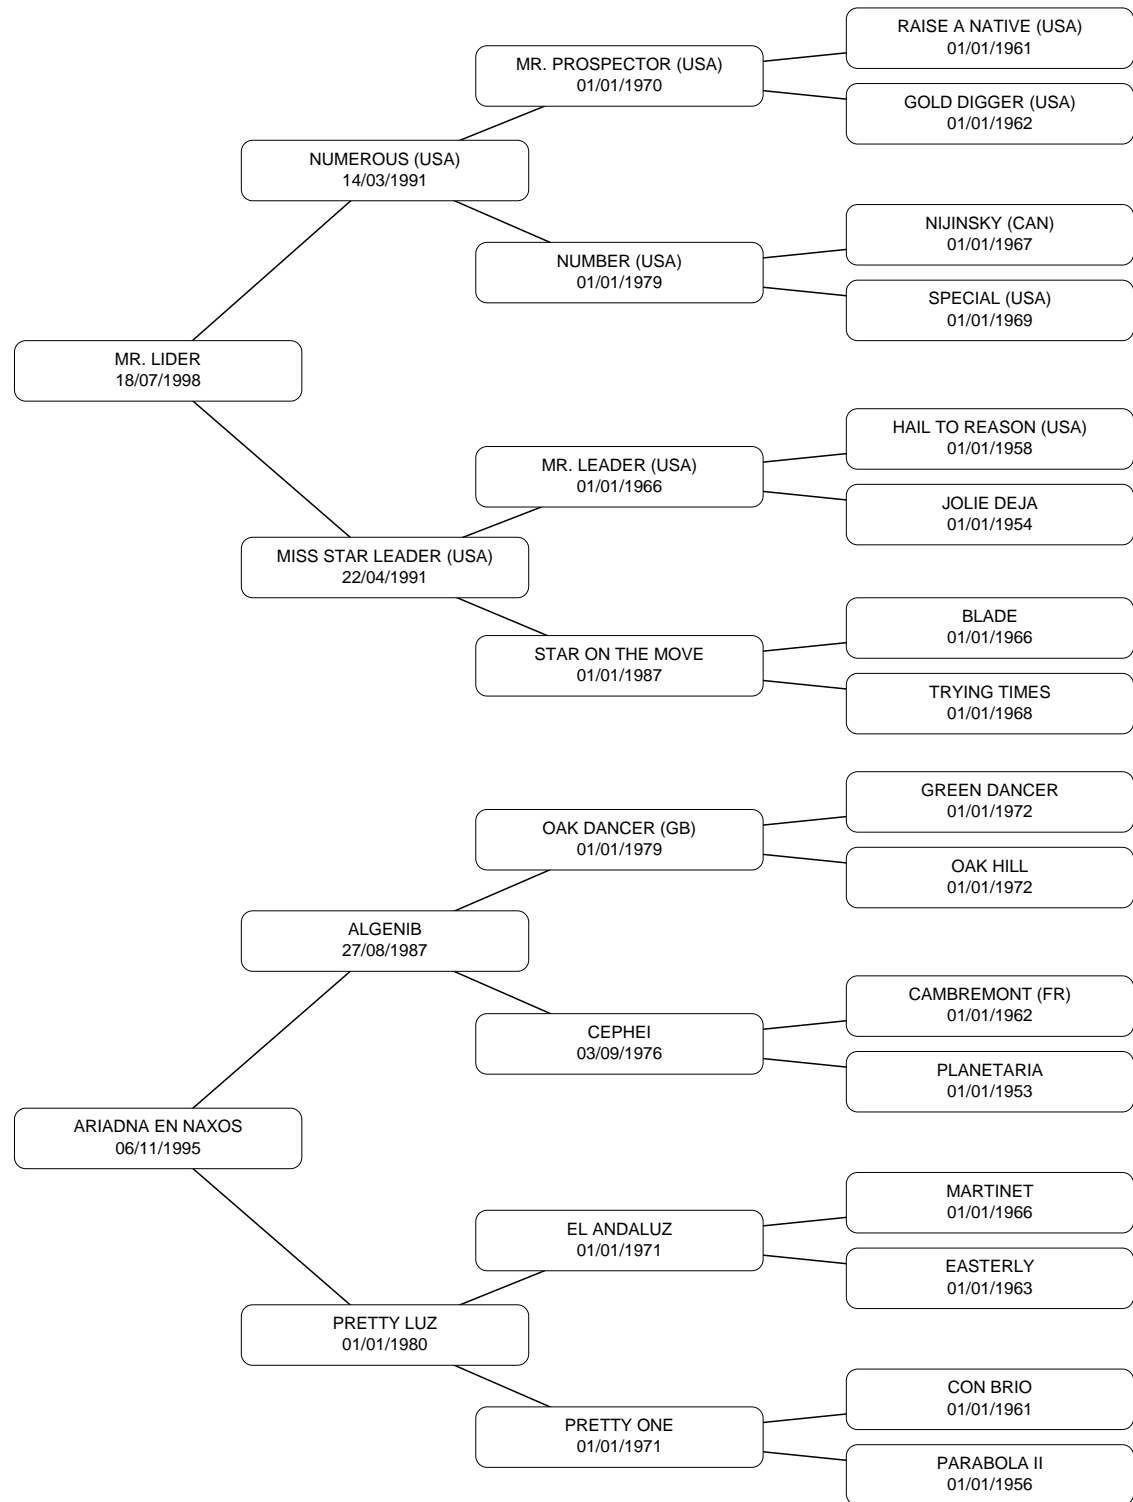 RAISE A NATIVE (USA)
01/01/1961
MR. PROSPECTOR (USA)
01/01/1970
GOLD DIGGER (USA)
01/01/1962
NUMEROUS (USA)
14/03/1991
NIJINSKY (CAN)
01/01/1967
NUMBER (USA)
01/01/1979
SPECIAL (USA)
01/01/1969
MR. LIDER
18/07/1998
HAIL TO REASON (USA)
01/01/1958
MR. LEADER (USA)
01/01/1966
JOLIE DEJA
01/01/1954
MISS STAR LEADER (USA)
22/04/1991
BLADE
01/01/1966
STAR ON THE MOVE
01/01/1987
TRYING TIMES
01/01/1968
GREEN DANCER
01/01/1972
OAK DANCER (GB)
01/01/1979
OAK HILL
01/01/1972
ALGENIB
27/08/1987
CAMBREMONT (FR)
01/01/1962
CEPHEI
03/09/1976
PLANETARIA
01/01/1953
ARIADNA EN NAXOS
06/11/1995
MARTINET
01/01/1966
EL ANDALUZ
01/01/1971
EASTERLY
01/01/1963
PRETTY LUZ
01/01/1980
CON BRIO
01/01/1961
PRETTY ONE
01/01/1971
PARABOLA II
01/01/1956